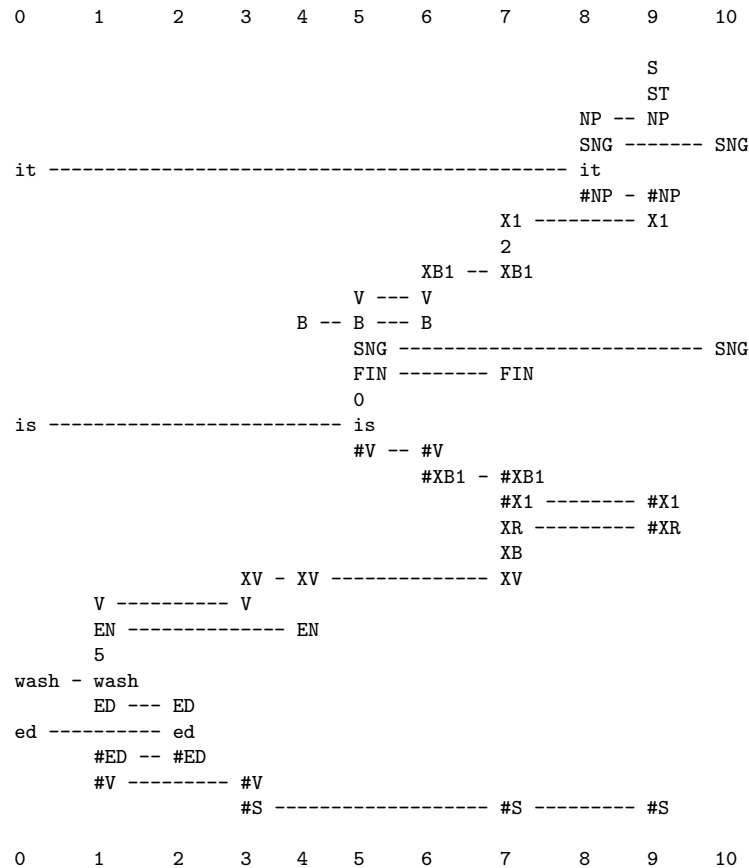 0 1 2 3 4 5 6 7 8 9 10
S
ST
NP -- NP
SNG ------- SNG
it ---------------------------------------------- it
#NP - #NP
X1 --------- X1
2
XB1 -- XB1
V --- V
B -- B --- B
SNG --------------------------- SNG
FIN -------- FIN
0
is -------------------------- is
#V -- #V
#XB1 - #XB1
#X1 -------- #X1
XR --------- #XR
XB
XV - XV -------------- XV
V ---------- V
EN -------------- EN
5
wash - wash
ED --- ED
ed ---------- ed
#ED -- #ED
#V --------- #V
#S ------------------- #S --------- #S
0 1 2 3 4 5 6 7 8 9 10